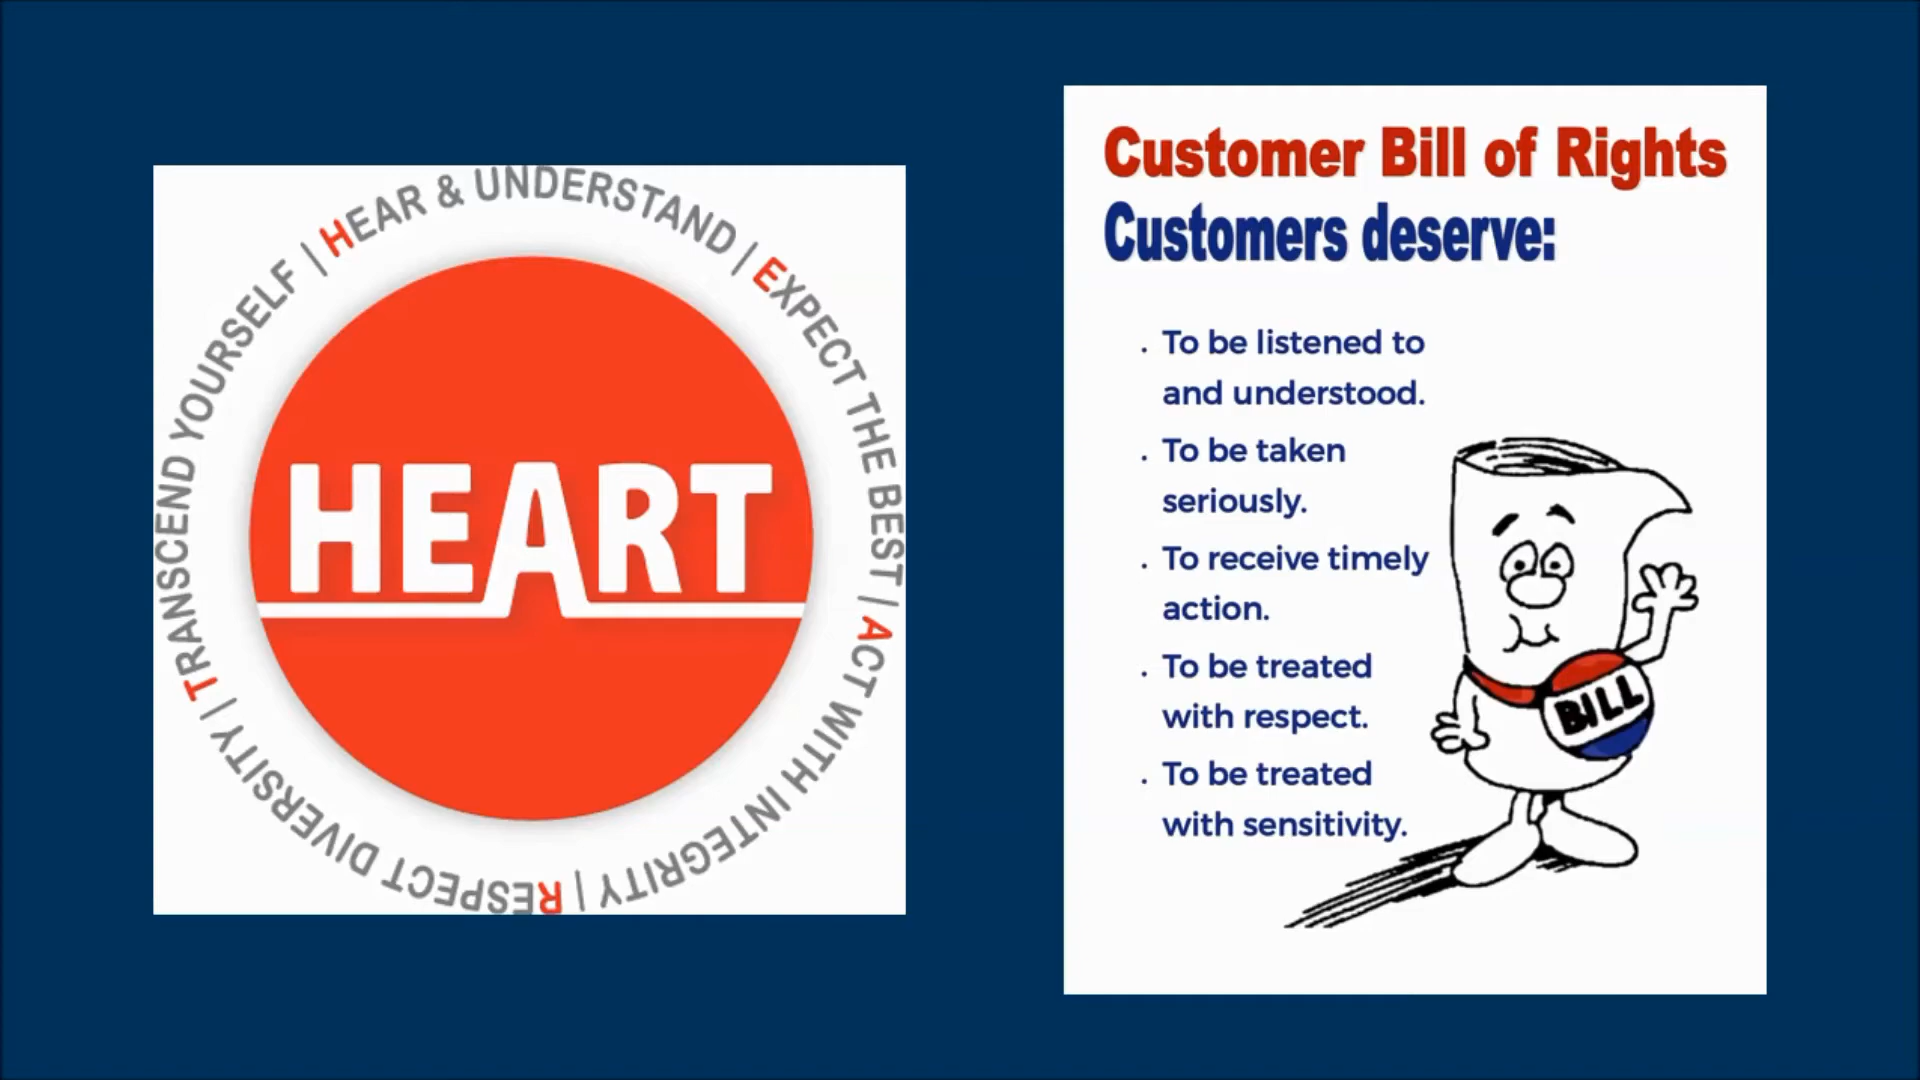 HEAR & UNDERSTAND | EXPECT THE BEST | ACT WITH INTEGRITY | RESPECT DIVERSITY | TRANSCEND YOURSELF |
HEART
Customer Bill of Rights
Customers deserve:
. To be listened to
and understood.
. To be taken
seriously.
. To receive timely
action.
. To be treated
with respect.
. To be treated
with sensitivity.
BILL